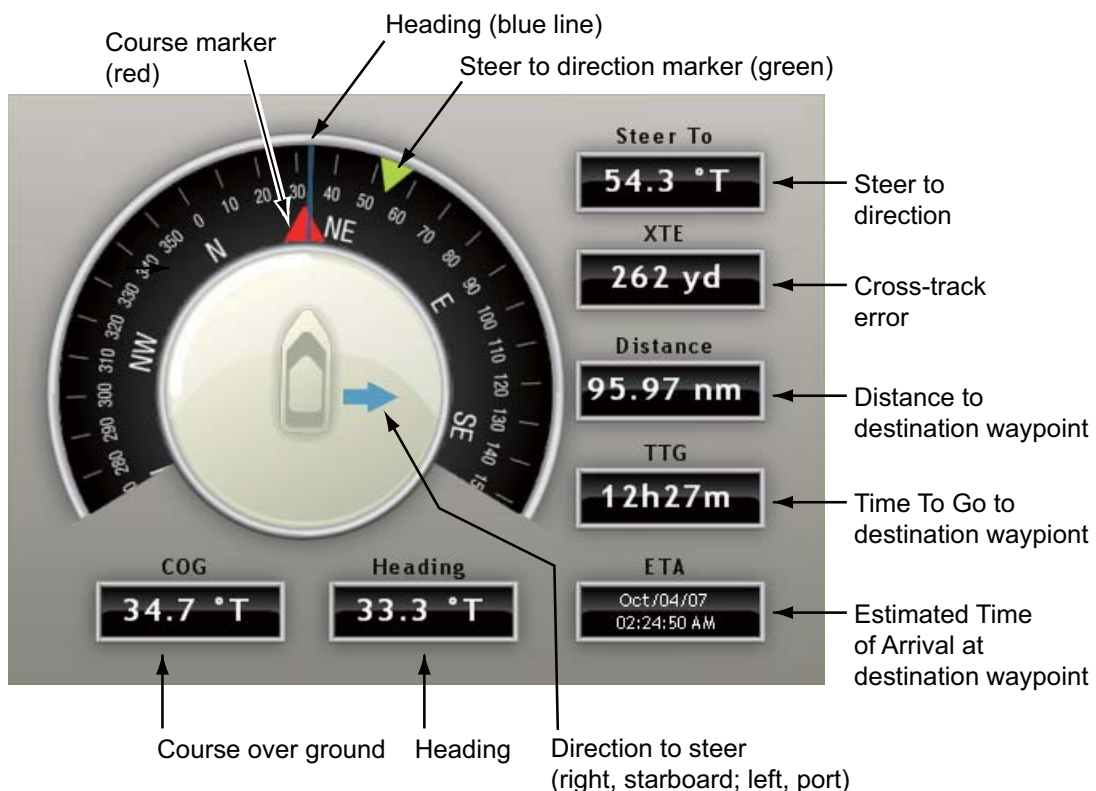 Course marker
(red)
Heading (blue line)
Steer to direction marker (green)
Steer To
54.3 °T
Steer to
direction
XTE
262 yd
Cross-track
error
Distance
95.97 nm
Distance to
destination waypoint
TTG
12h27m
Time To Go to
destination waypiont
ETA
Oct/04/07
02:24:50 AM
Estimated Time
of Arrival at
destination waypoint
280
290
300
310
320
330
340
350
0
10
20
30
40
50
60
70
80
90
100
110
120
130
140
NW
N
NE
E
SE
COG
34.7 °T
Heading
33.3 °T
Course over ground
Heading
Direction to steer
(right, starboard; left, port)